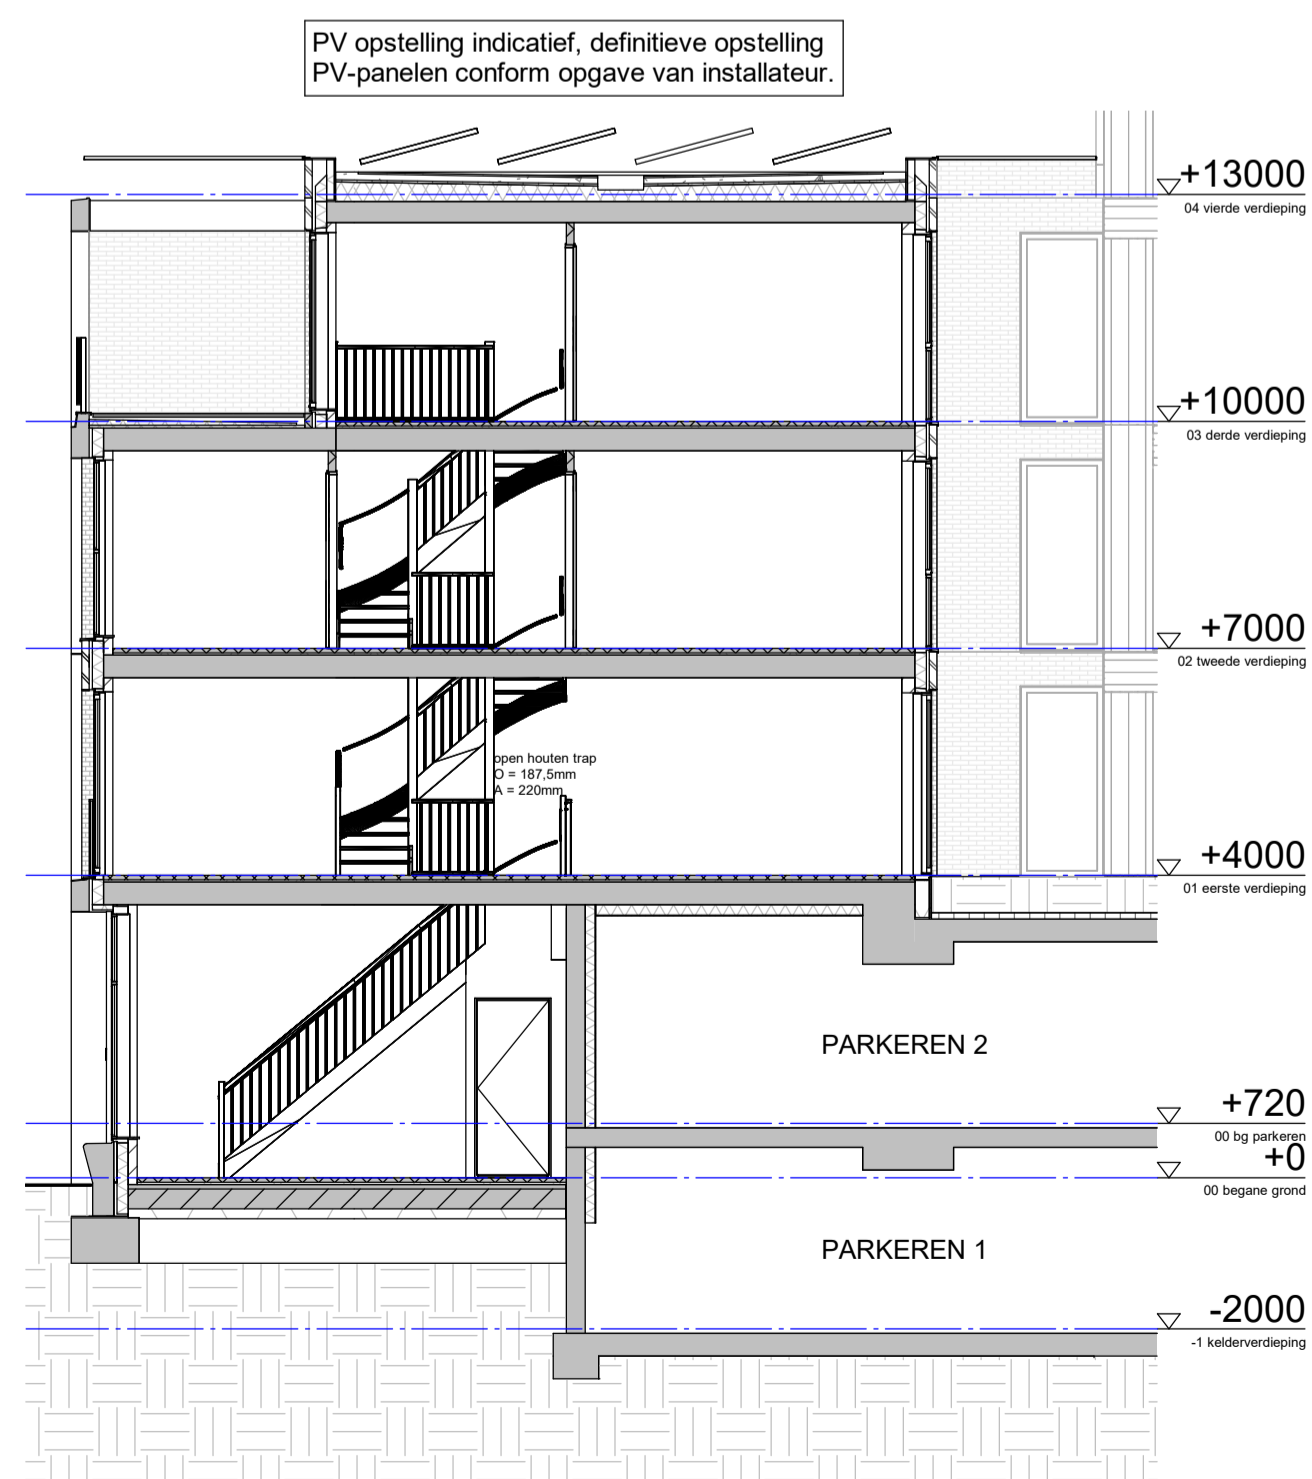 PV opstelling indicatief, definitieve opstelling
PV-panelen conform opgave van installateur.
+13000
04 vierde verdieping
+10000
03 derde verdieping
+7000
02 tweede verdieping
open houten trap
O = 187,5mm
A = 220mm
+4000
01 eerste verdieping
PARKEREN 2
+720
00 bg parkeren
+0
00 begane grond
PARKEREN 1
-2000
-1 kelderverdieping